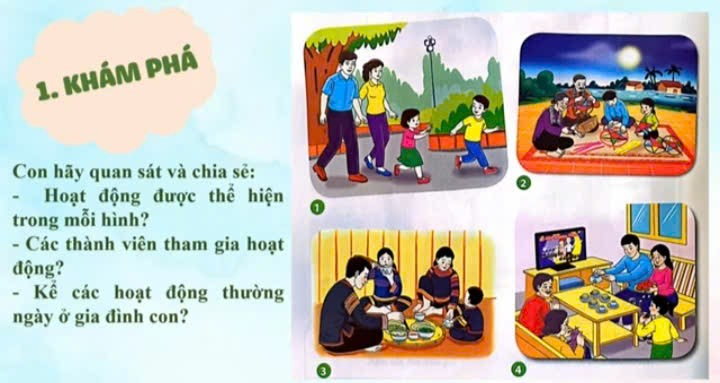 1. KHÁM PHÁ
Con hãy quan sát và chia sẻ:
- Hoạt động được thể hiện
trong mỗi hình?
- Các thành viên tham gia hoạt
động?
- Kể các hoạt động thường
ngày ở gia đình con?
1
2
3
4